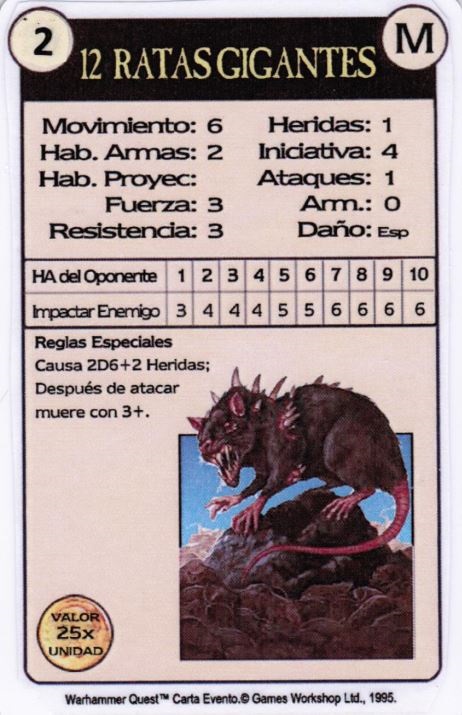 2
12 RATAS GIGANTES
M
Movimiento: 6 Heridas: 1
Hab. Armas: 2 Iniciativa: 4
Hab. Proyec: Ataques: 1
Fuerza: 3 Arm.: 0
Resistencia: 3 Daño: Esp
HA del Oponente 1 2 3 4 5 6 7 8 9 10
Impactar Enemigo 3 4 4 4 5 5 6 6 6 6
Reglas Especiales
Causa 2D6+2 Heridas;
Después de atacar
muere con 3+.
VALOR
25x
UNIDAD
Warhammer Quest™ Carta Evento.© Games Workshop Ltd., 1995.